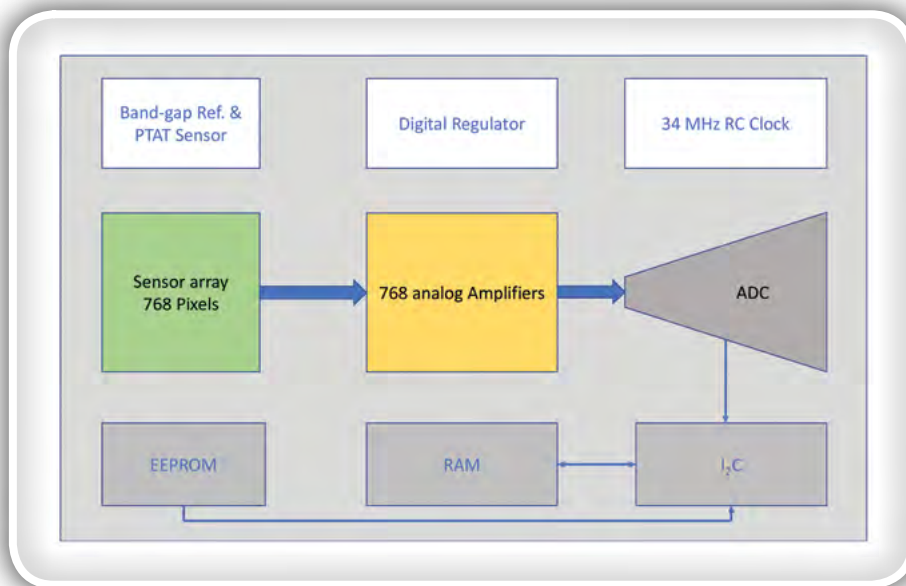 Band-gap Ref. &
PTAT Sensor
Digital Regulator
34 MHz RC Clock
Sensor array
768 Pixels
768 analog Amplifiers
ADC
EEPROM
RAM
I₂C